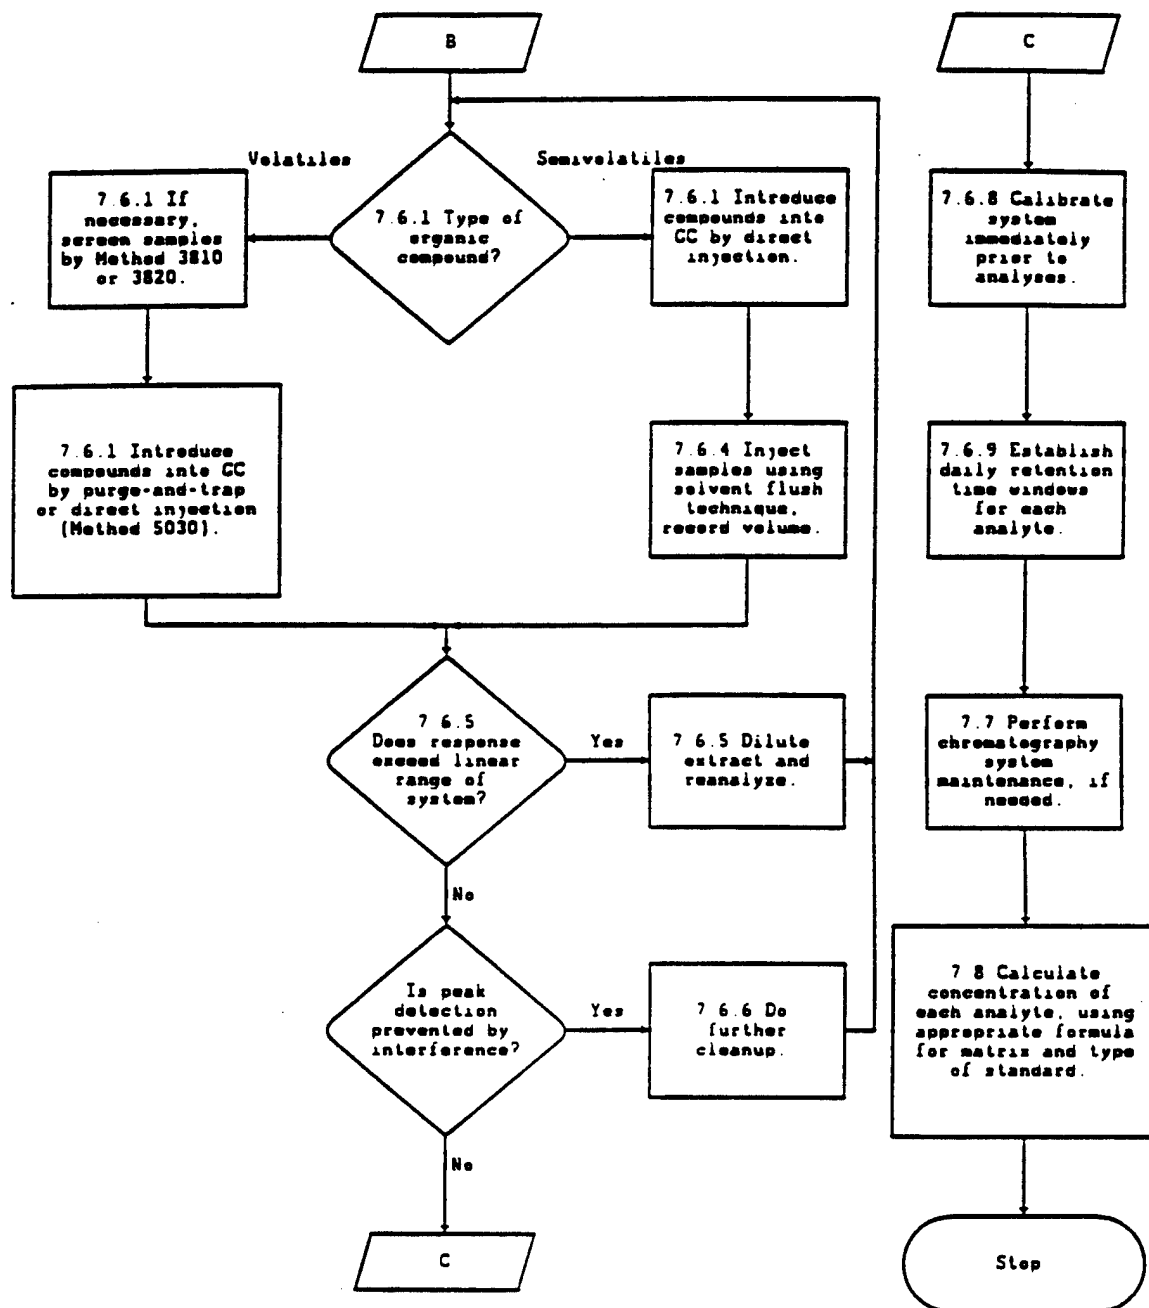 B
Volatiles
Semivolatiles
7.6.1 If
necessary,
screen samples
by Method 3810
or 3820.
7.6.1 Type of
organic
compound?
7.6.1 Introduce
compounds into
GC by direct
injection.
7.6.1 Introduce
compounds into GC
by purge-and-trap
or direct injection
(Method 5030).
7.6.4 Inject
samples using
solvent flush
technique,
record volume.
7 6.5
Does response
exceed linear
range of
system?
Yes
7 6.5 Dilute
extract and
reanalyze.
No
Is peak
detection
prevented by
interference?
Yes
7 6.6 Do
further
cleanup.
No
C
C
7.6.8 Calibrate
system
immediately
prior to
analyses.
7.6.9 Establish
daily retention
time windows
for each
analyte.
7.7 Perform
chromatography
system
maintenance, if
needed.
7 8 Calculate
concentration of
each analyte, using
appropriate formula
for matrix and type
of standard.
Stop